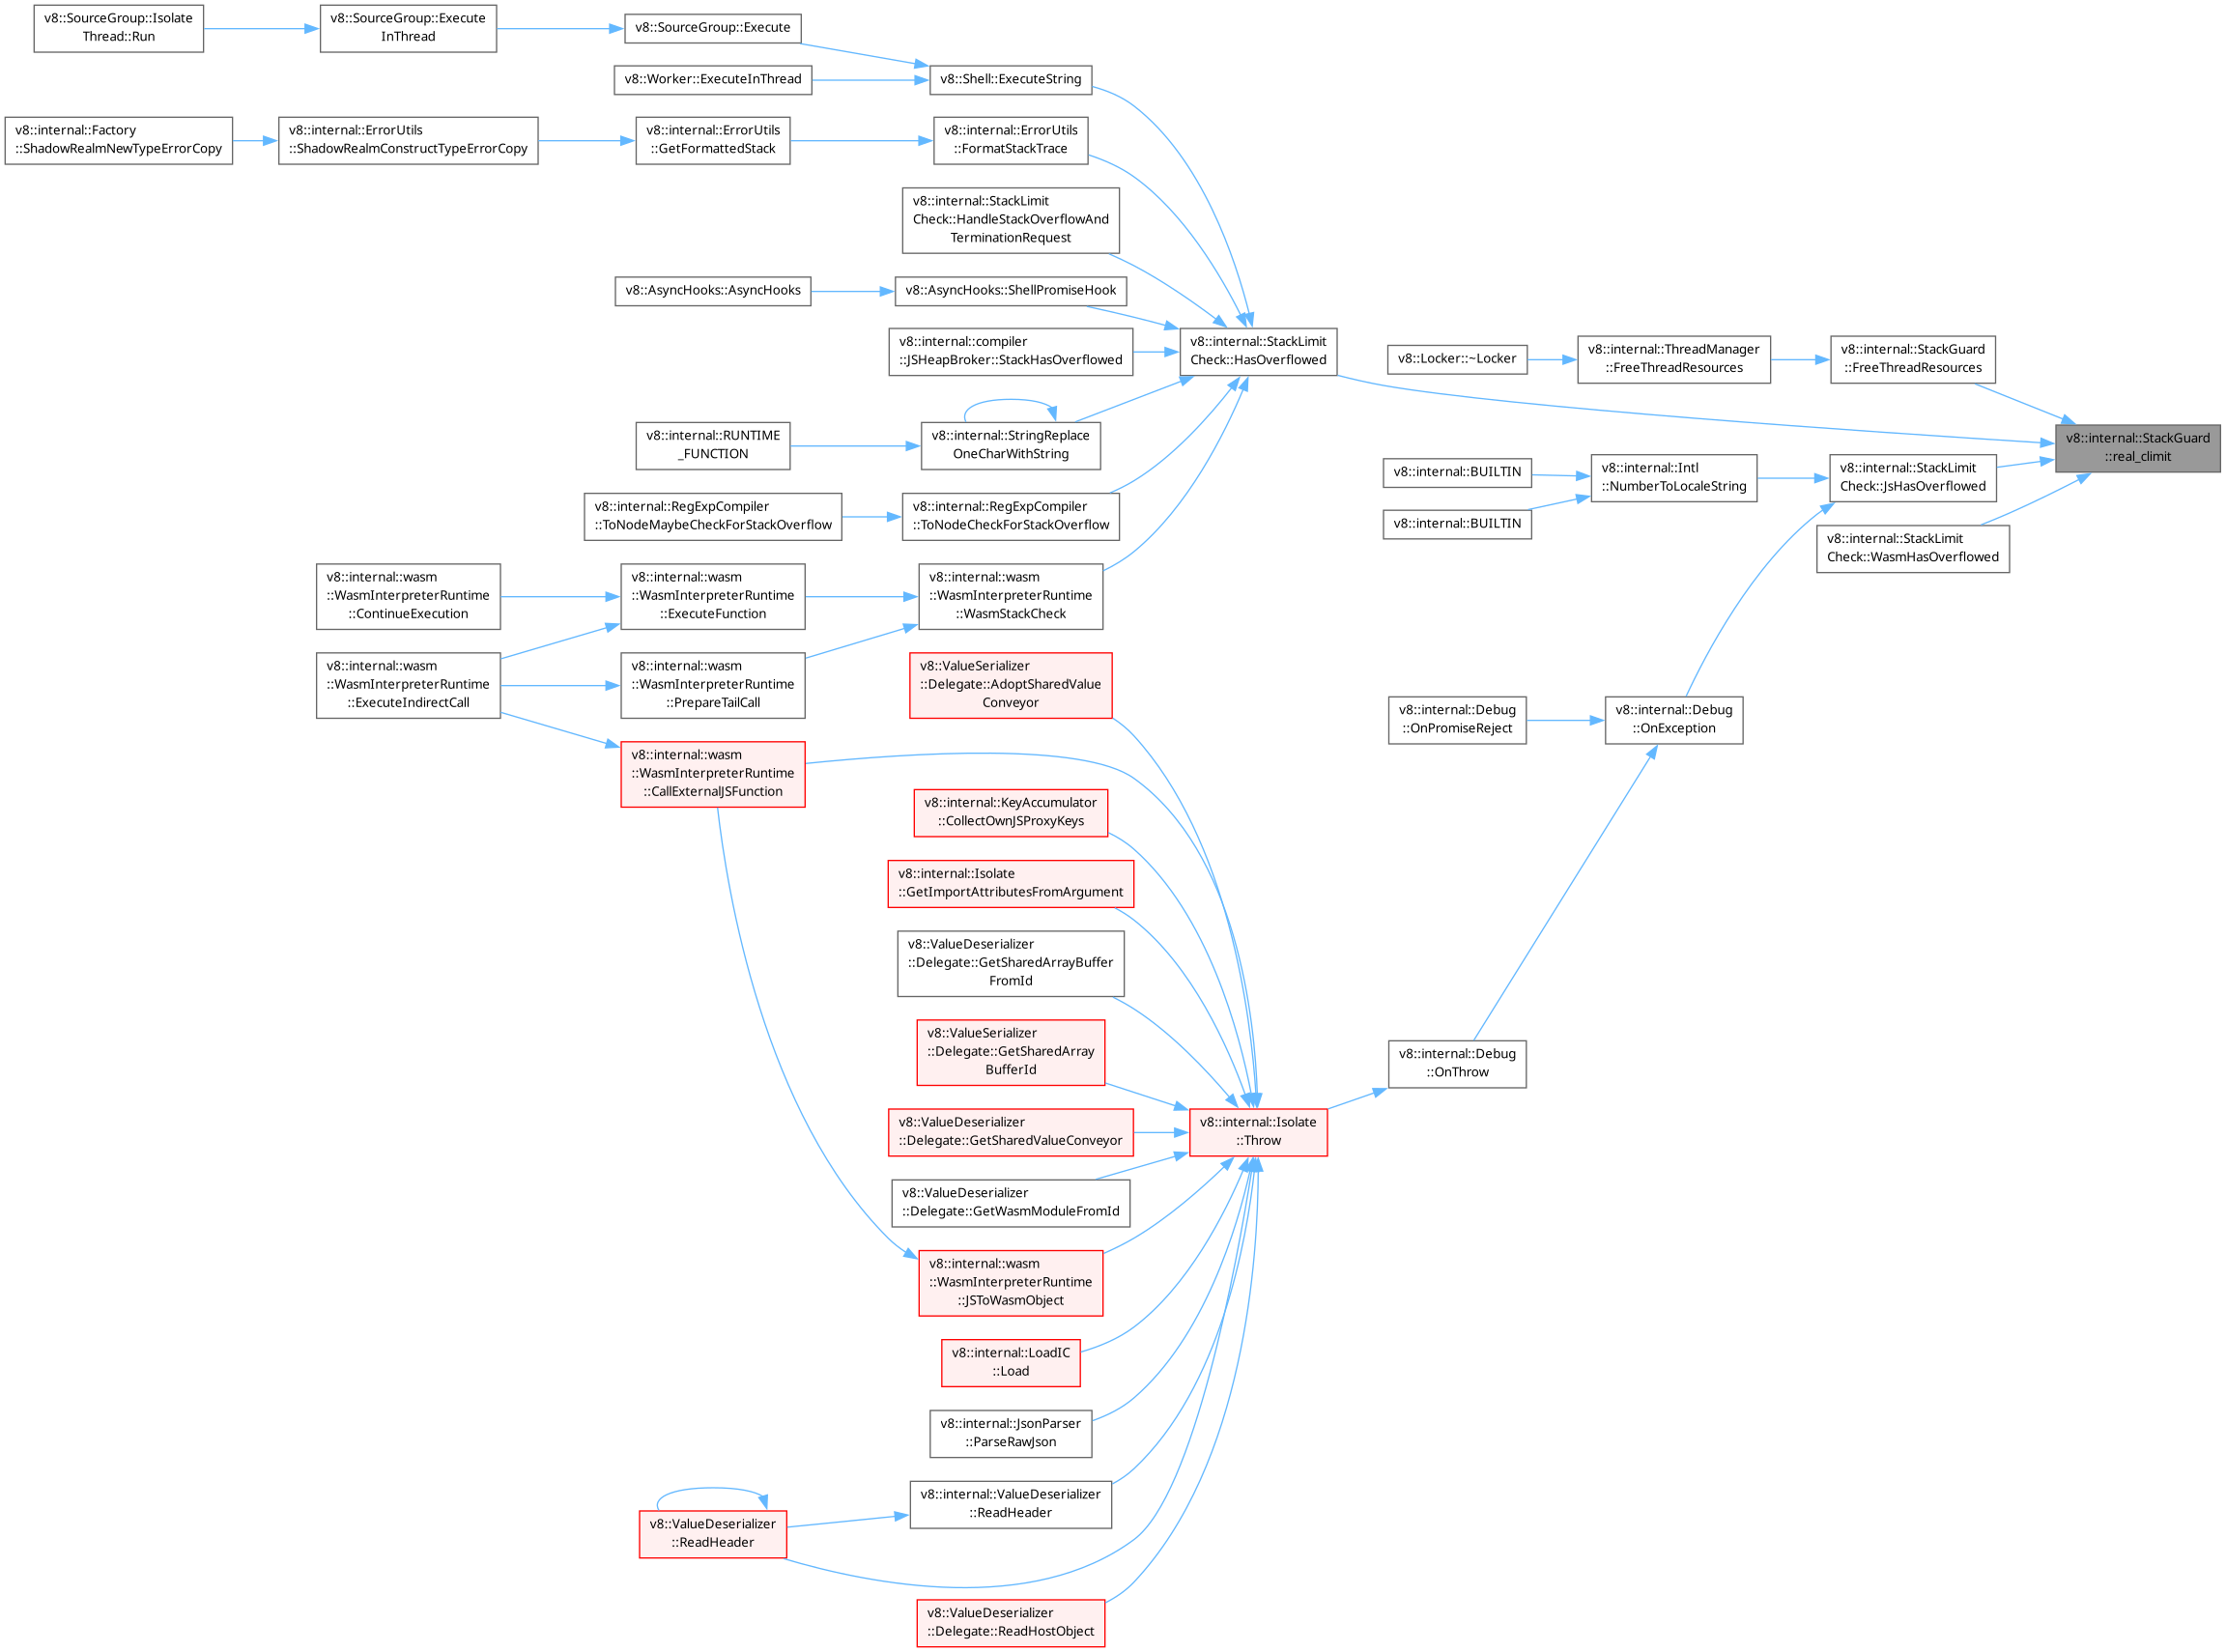 v8::SourceGroup::Isolate
Thread::Run
v8::SourceGroup::Execute
InThread
v8::SourceGroup::Execute
v8::Worker::ExecuteInThread
v8::Shell::ExecuteString
v8::internal::Factory
::ShadowRealmNewTypeErrorCopy
v8::internal::ErrorUtils
::ShadowRealmConstructTypeErrorCopy
v8::internal::ErrorUtils
::GetFormattedStack
v8::internal::ErrorUtils
::FormatStackTrace
v8::internal::StackLimit
Check::HandleStackOverflowAnd
TerminationRequest
v8::AsyncHooks::AsyncHooks
v8::AsyncHooks::ShellPromiseHook
v8::internal::compiler
::JSHeapBroker::StackHasOverflowed
v8::internal::StackLimit
Check::HasOverflowed
v8::Locker::~Locker
v8::internal::ThreadManager
::FreeThreadResources
v8::internal::StackGuard
::FreeThreadResources
v8::internal::StackGuard
::real_climit
v8::internal::RUNTIME
_FUNCTION
v8::internal::StringReplace
OneCharWithString
v8::internal::BUILTIN
v8::internal::BUILTIN
v8::internal::Intl
::NumberToLocaleString
v8::internal::StackLimit
Check::JsHasOverflowed
v8::internal::StackLimit
Check::WasmHasOverflowed
v8::internal::RegExpCompiler
::ToNodeMaybeCheckForStackOverflow
v8::internal::RegExpCompiler
::ToNodeCheckForStackOverflow
v8::internal::wasm
::WasmInterpreterRuntime
::ContinueExecution
v8::internal::wasm
::WasmInterpreterRuntime
::ExecuteFunction
v8::internal::wasm
::WasmInterpreterRuntime
::WasmStackCheck
v8::internal::wasm
::WasmInterpreterRuntime
::ExecuteIndirectCall
v8::internal::wasm
::WasmInterpreterRuntime
::PrepareTailCall
v8::ValueSerializer
::Delegate::AdoptSharedValue
Conveyor
v8::internal::Debug
::OnPromiseReject
v8::internal::Debug
::OnException
v8::internal::wasm
::WasmInterpreterRuntime
::CallExternalJSFunction
v8::internal::KeyAccumulator
::CollectOwnJSProxyKeys
v8::internal::Isolate
::GetImportAttributesFromArgument
v8::ValueDeserializer
::Delegate::GetSharedArrayBuffer
FromId
v8::ValueSerializer
::Delegate::GetSharedArray
BufferId
v8::internal::Debug
::OnThrow
v8::ValueDeserializer
::Delegate::GetSharedValueConveyor
v8::internal::Isolate
::Throw
v8::ValueDeserializer
::Delegate::GetWasmModuleFromId
v8::internal::wasm
::WasmInterpreterRuntime
::JSToWasmObject
v8::internal::LoadIC
::Load
v8::internal::JsonParser
::ParseRawJson
v8::internal::ValueDeserializer
::ReadHeader
v8::ValueDeserializer
::ReadHeader
v8::ValueDeserializer
::Delegate::ReadHostObject